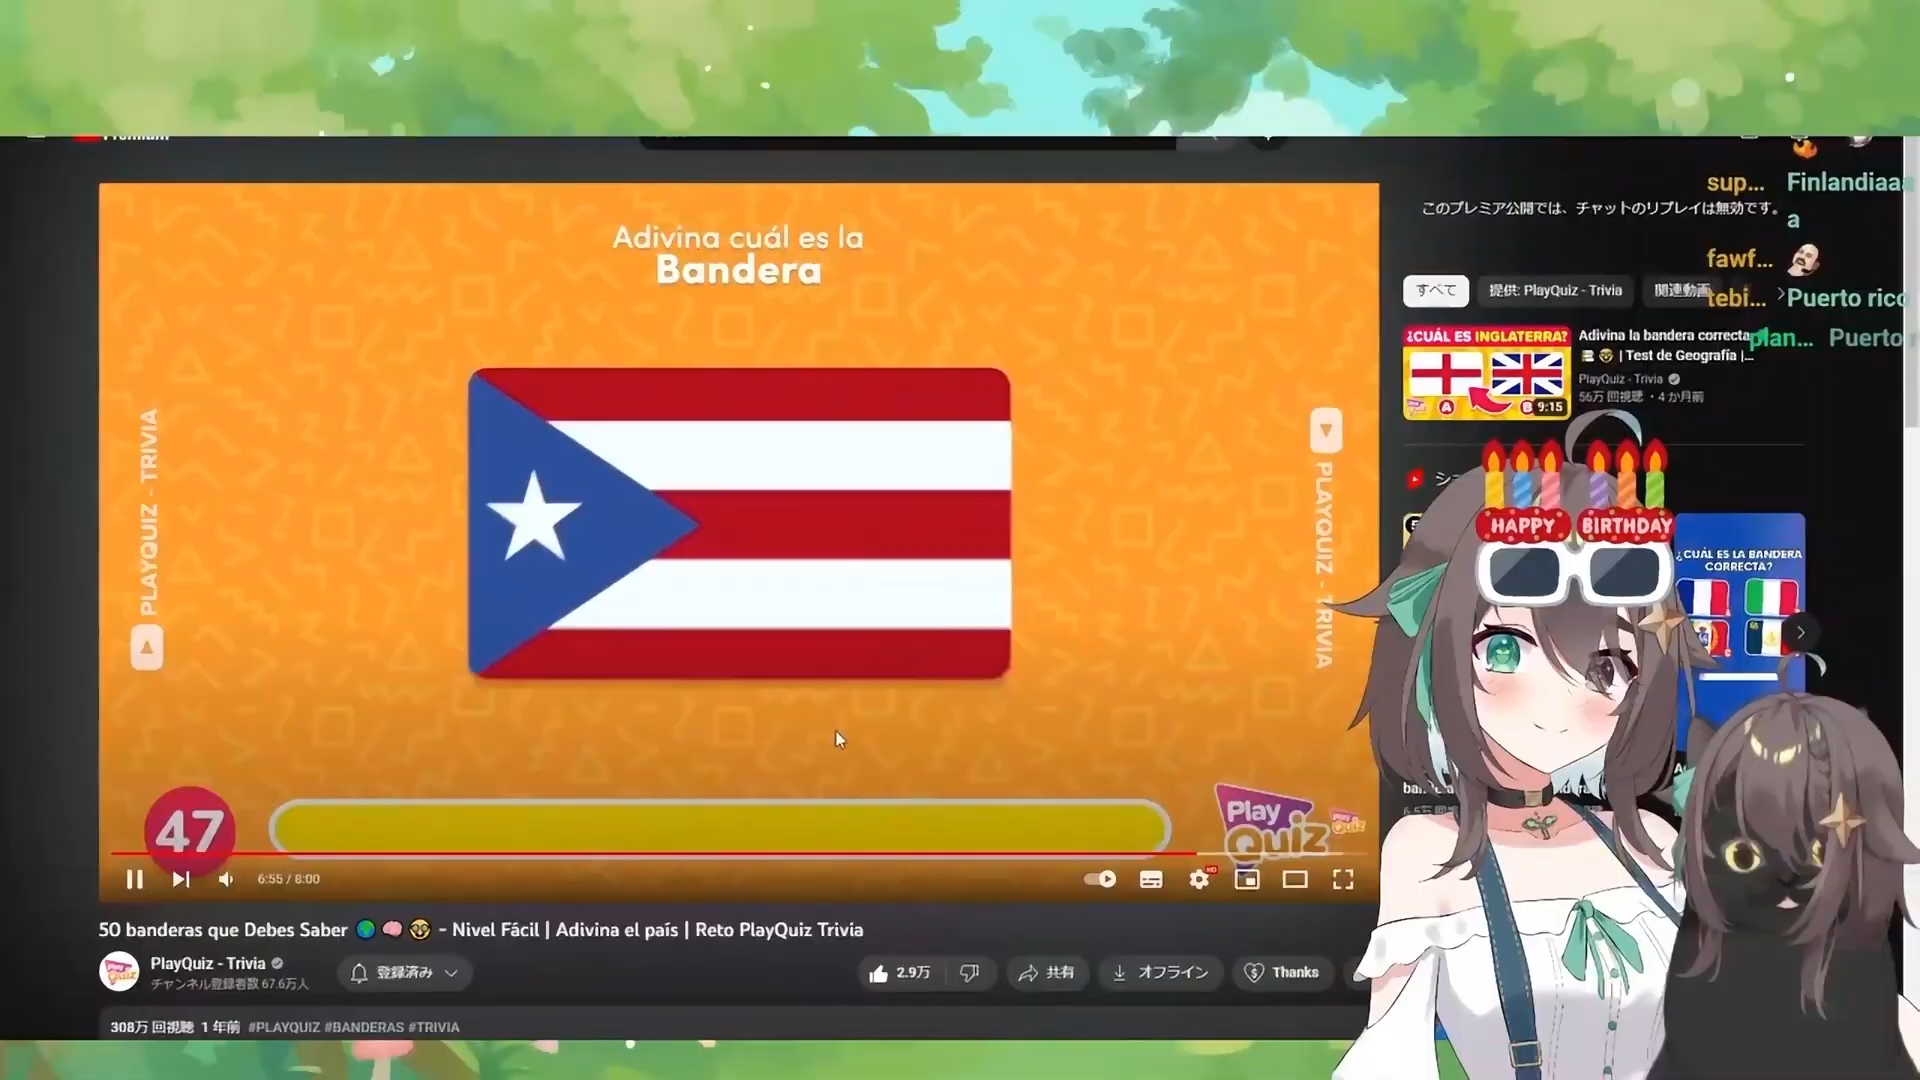 Premium
Adivina cuál es la
Bandera
PLAYQUIZ - TRIVIA
PLAYQUIZ - TRIVIA
47
Play
Quiz
6:55 / 8:00
50 banderas que Debes Saber 🌍🧠🤓 - Nivel Fácil | Adivina el país | Reto PlayQuiz Trivia
PlayQuiz - Trivia
チャンネル登録者数 67.6万人
登録済み
2.9万
共有
オフライン
Thanks
308万 回視聴 1 年前 #PLAYQUIZ #BANDERAS #TRIVIA
sup... Finlandiaaa
a
このプレミア公開では、チャットのリプレイは無効です。
fawf...
すべて
提供: PlayQuiz - Trivia
関連動画
tebi... Puerto rico
plan... Puerto
¿CUÁL ES INGLATERRA?
A
B
9:15
Adivina la bandera correcta
| Test de Geografía |...
PlayQuiz - Trivia
56万 回視聴 ・4 か月前
HAPPY BIRTHDAY
¿CUÁL ES LA BANDERA
CORRECTA?